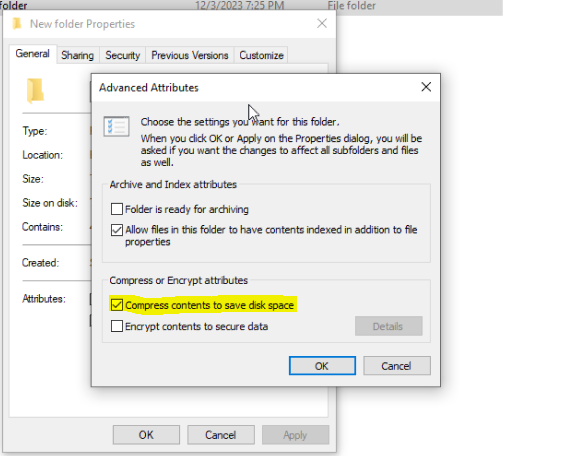 folder 12/3/2023 7:25 PM File folder
New folder Properties
General Sharing Security Previous Versions Customize
Advanced Attributes
Choose the settings you want for this folder.
When you click OK or Apply on the Properties dialog, you will be
asked if you want the changes to affect all subfolders and files
as well.
Type:
Location:
Size:
Size on disk:
Contains:
Created:
Attributes:
Archive and Index attributes
Folder is ready for archiving
Allow files in this folder to have contents indexed in addition to file
properties
Compress or Encrypt attributes
Compress contents to save disk space
Encrypt contents to secure data
Details
OK Cancel
OK Cancel Apply